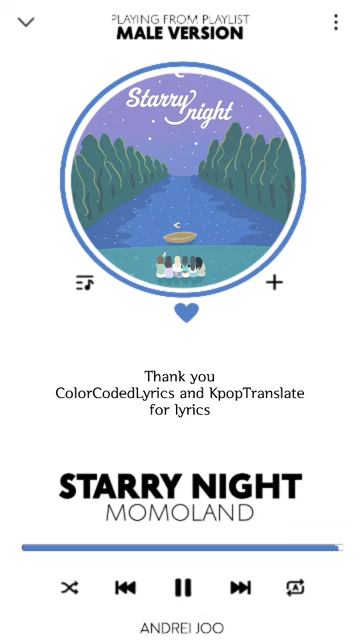 PLAYING FROM PLAYLIST
MALE VERSION
Starry
night
Thank you
ColorCodedLyrics and KpopTranslate
for lyrics
STARRY NIGHT
MOMOLAND
A
ANDREI JOO